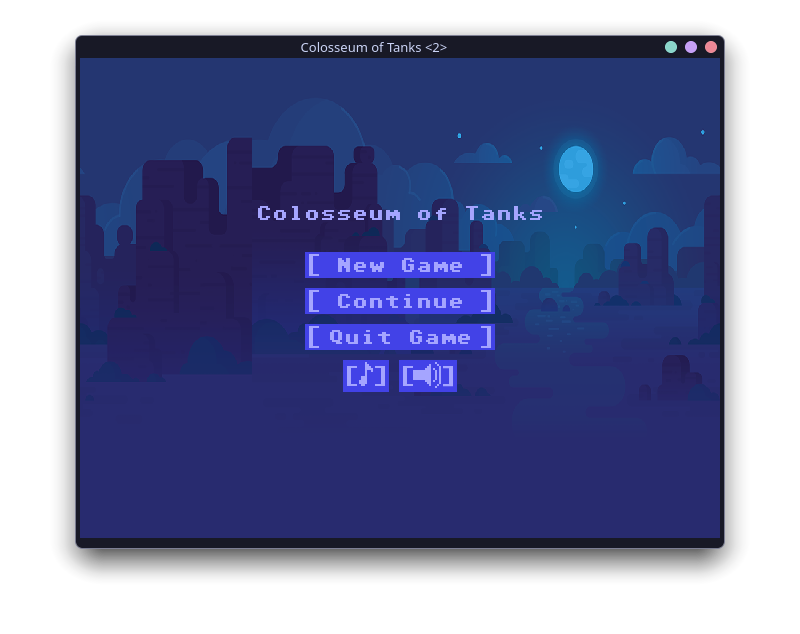 Colosseum of Tanks <2>
Colosseum of Tanks
[ New Game ]
[ Continue ]
[ Quit Game ]
[♪] [🔊]